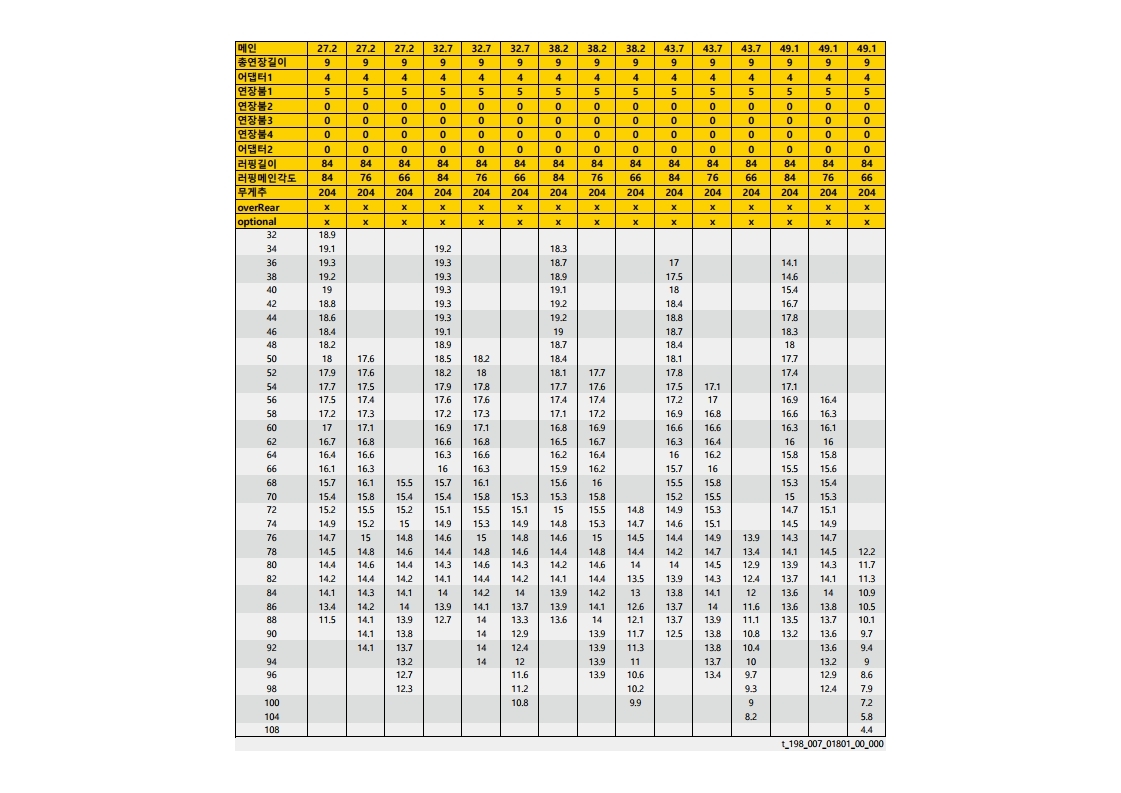 메인 27.2 27.2 27.2 32.7 32.7 32.7 38.2 38.2 38.2 43.7 43.7 43.7 49.1 49.1 49.1
총연장길이 9 9 9 9 9 9 9 9 9 9 9 9 9 9 9
어댑터1 4 4 4 4 4 4 4 4 4 4 4 4 4 4 4
연장붐1 5 5 5 5 5 5 5 5 5 5 5 5 5 5 5
연장붐2 0 0 0 0 0 0 0 0 0 0 0 0 0 0 0
연장붐3 0 0 0 0 0 0 0 0 0 0 0 0 0 0 0
연장붐4 0 0 0 0 0 0 0 0 0 0 0 0 0 0 0
어댑터2 0 0 0 0 0 0 0 0 0 0 0 0 0 0 0
러핑길이 84 84 84 84 84 84 84 84 84 84 84 84 84 84 84
러핑메인각도 84 76 66 84 76 66 84 76 66 84 76 66 84 76 66
무게추 204 204 204 204 204 204 204 204 204 204 204 204 204 204 204
overRear x x x x x x x x x x x x x x x
optional x x x x x x x x x x x x x x x
32 18.9
34 19.1 19.2 18.3
36 19.3 19.3 18.7 17 14.1
38 19.2 19.3 18.9 17.5 14.6
40 19 19.3 19.1 18 15.4
42 18.8 19.3 19.2 18.4 16.7
44 18.6 19.3 19.2 18.8 17.8
46 18.4 19.1 19 18.7 18.3
48 18.2 18.9 18.7 18.4 18
50 18 17.6 18.5 18.2 18.4 18.1 17.7
52 17.9 17.6 18.2 18 18.1 17.7 17.8 17.4
54 17.7 17.5 17.9 17.8 17.7 17.6 17.5 17.1 17.1
56 17.5 17.4 17.6 17.6 17.4 17.4 17.2 17 16.9 16.4
58 17.2 17.3 17.2 17.3 17.1 17.2 16.9 16.8 16.6 16.3
60 17 17.1 16.9 17.1 16.8 16.9 16.6 16.6 16.3 16.1
62 16.7 16.8 16.6 16.8 16.5 16.7 16.3 16.4 16 16
64 16.4 16.6 16.3 16.6 16.2 16.4 16 16.2 15.8 15.8
66 16.1 16.3 16 16.3 15.9 16.2 15.7 16 15.5 15.6
68 15.7 16.1 15.5 15.7 16.1 15.6 16 15.5 15.8 15.3 15.4
70 15.4 15.8 15.4 15.4 15.8 15.3 15.3 15.8 15.2 15.5 15 15.3
72 15.2 15.5 15.2 15.1 15.5 15.1 15 15.5 14.8 14.9 15.3 14.7 15.1
74 14.9 15.2 15 14.9 15.3 14.9 14.8 15.3 14.7 14.6 15.1 14.5 14.9
76 14.7 15 14.8 14.6 15 14.8 14.6 15 14.5 14.4 14.9 13.9 14.3 14.7
78 14.5 14.8 14.6 14.4 14.8 14.6 14.4 14.8 14.4 14.2 14.7 13.4 14.1 14.5 12.2
80 14.4 14.6 14.4 14.3 14.6 14.3 14.2 14.6 14 14 14.5 12.9 13.9 14.3 11.7
82 14.2 14.4 14.2 14.1 14.4 14.2 14.1 14.4 13.5 13.9 14.3 12.4 13.7 14.1 11.3
84 14.1 14.3 14.1 14 14.2 14 13.9 14.2 13 13.8 14.1 12 13.6 14 10.9
86 13.4 14.2 14 13.9 14.1 13.7 13.9 14.1 12.6 13.7 14 11.6 13.6 13.8 10.5
88 11.5 14.1 13.9 12.7 14 13.3 13.6 14 12.1 13.7 13.9 11.1 13.5 13.7 10.1
90 14.1 13.8 14 12.9 13.9 11.7 12.5 13.8 10.8 13.2 13.6 9.7
92 14.1 13.7 14 12.4 13.9 11.3 13.8 10.4 13.6 9.4
94 13.2 14 12 13.9 11 13.7 10 13.2 9
96 12.7 11.6 13.9 10.6 13.4 9.7 12.9 8.6
98 12.3 11.2 10.2 9.3 12.4 7.9
100 10.8 9.9 9 7.2
104 8.2 5.8
108 4.4
t_198_007_01801_00_000